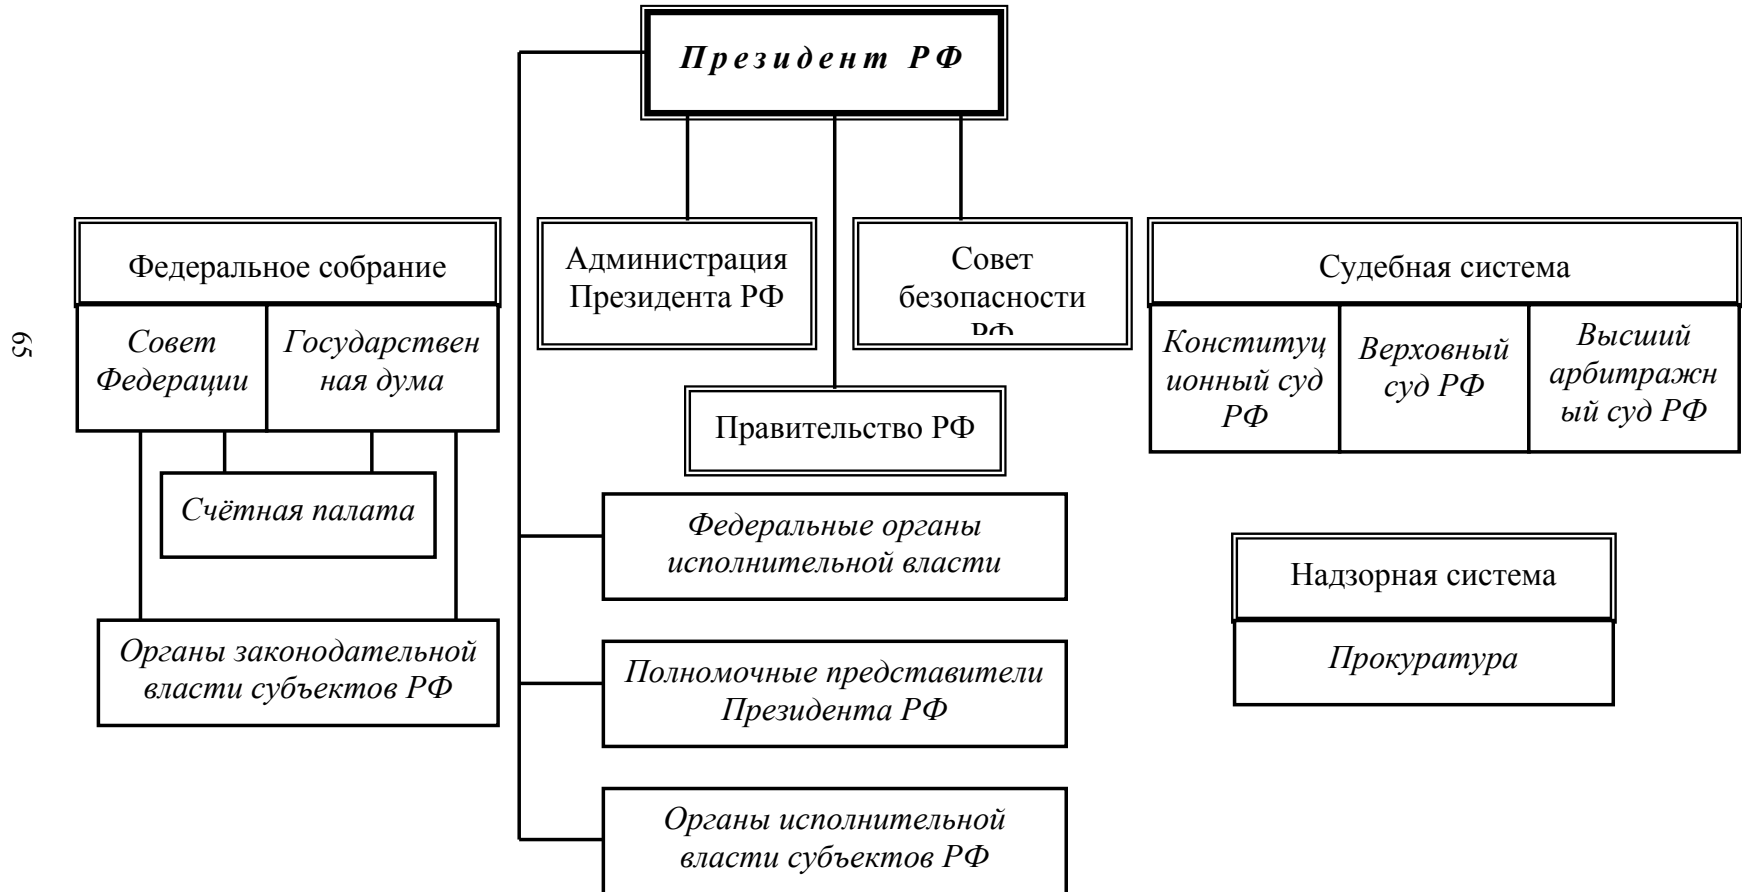 Президент РФ
Федеральное собрание
Совет
Федерации
Государствен
ная дума
Счётная палата
Органы законодательной
власти субъектов РФ
Администрация
Президента РФ
Совет
безопасности
РФ
Правительство РФ
Федеральные органы
исполнительной власти
Полномочные представители
Президента РФ
Органы исполнительной
власти субъектов РФ
Судебная система
Конституц
ионный суд
РФ
Верховный
суд РФ
Высший
арбитражн
ый суд РФ
Надзорная система
Прокуратура
65